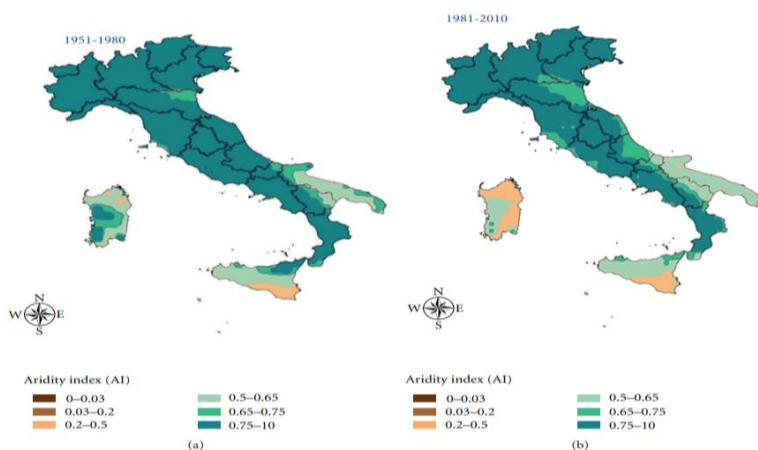 1951-1980
N
W E
S
Aridity index (AI)
0–0.03
0.03–0.2
0.2–0.5
0.5–0.65
0.65–0.75
0.75–10
(a)
1981-2010
N
W E
S
Aridity index (AI)
0–0.03
0.03–0.2
0.2–0.5
0.5–0.65
0.65–0.75
0.75–10
(b)